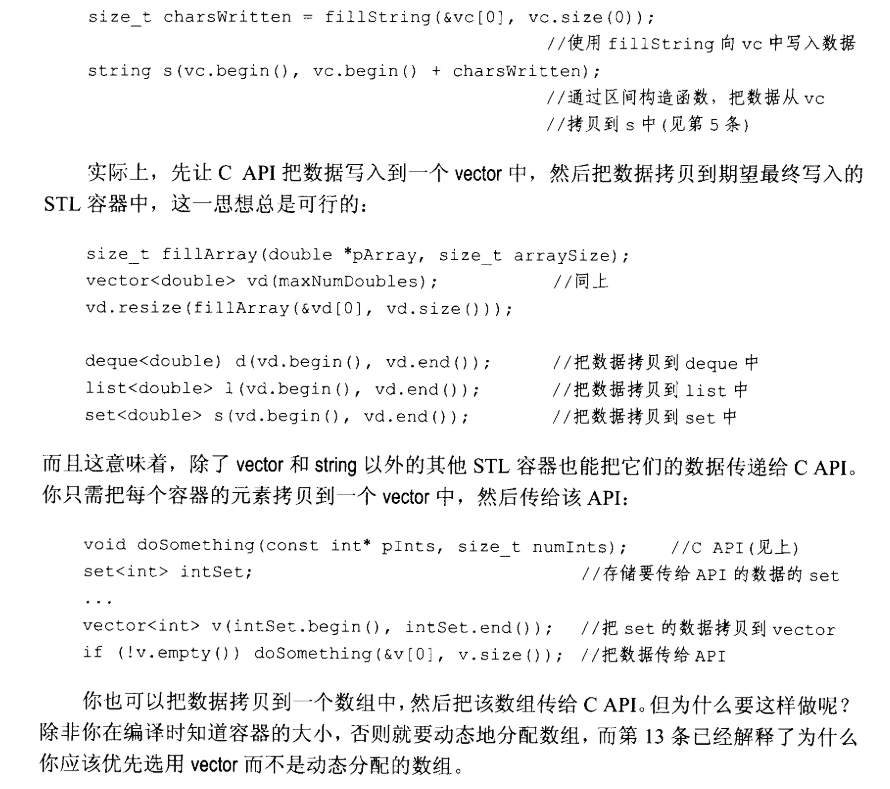 size_t charsWritten = fillString(&vc[0], vc.size(0));
//使用 fillString 向 vc 中写入数据
string s(vc.begin(), vc.begin() + charsWritten);
//通过区间构造函数，把数据从 vc
//拷贝到 s 中(见第 5 条)
实际上，先让 C API 把数据写入到一个 vector 中，然后把数据拷贝到期望最终写入的
STL 容器中，这一思想总是可行的：
size_t fillArray(double *pArray, size_t arraySize);
vector<double> vd(maxNumDoubles); //同上
vd.resize(fillArray(&vd[0], vd.size()));
deque<double) d(vd.begin(), vd.end()); //把数据拷贝到 deque 中
list<double> l(vd.begin(), vd.end()); //把数据拷贝到 list 中
set<double> s(vd.begin(), vd.end()); //把数据拷贝到 set 中
而且这意味着，除了 vector 和 string 以外的其他 STL 容器也能把它们的数据传递给 C API。
你只需把每个容器的元素拷贝到一个 vector 中，然后传给该 API：
void doSomething(const int* pInts, size_t numInts); //C API(见上)
set<int> intSet; //存储要传给 API 的数据的 set
...
vector<int> v(intSet.begin(), intSet.end()); //把 set 的数据拷贝到 vector
if (!v.empty()) doSomething(&v[0], v.size()); //把数据传给 API
你也可以把数据拷贝到一个数组中，然后把该数组传给 C API。但为什么要这样做呢？
除非你在编译时知道容器的大小，否则就要动态地分配数组，而第 13 条已经解释了为什么
你应该优先选用 vector 而不是动态分配的数组。